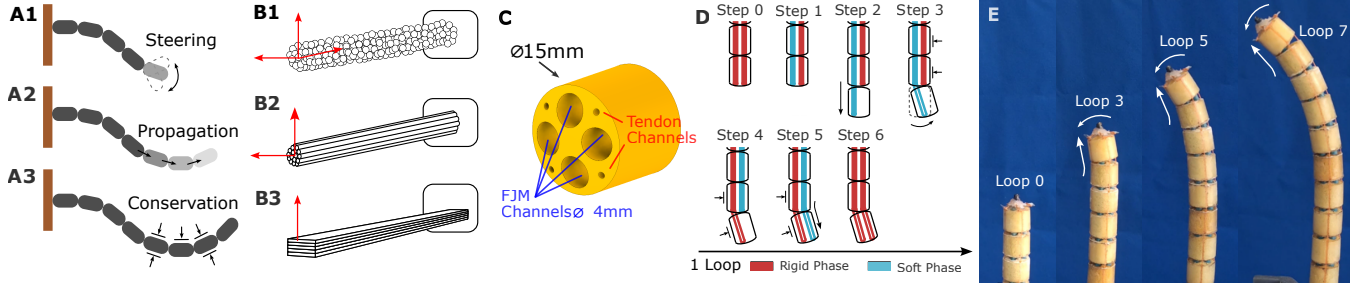 A1
Steering
A2
Propagation
A3
Conservation
B1
B2
B3
C
⌀15mm
Tendon
Channels
FJM
Channels⌀ 4mm
D
Step 0
Step 1
Step 2
Step 3
Step 4
Step 5
Step 6
1 Loop
Rigid Phase
Soft Phase
E
Loop 0
Loop 3
Loop 5
Loop 7